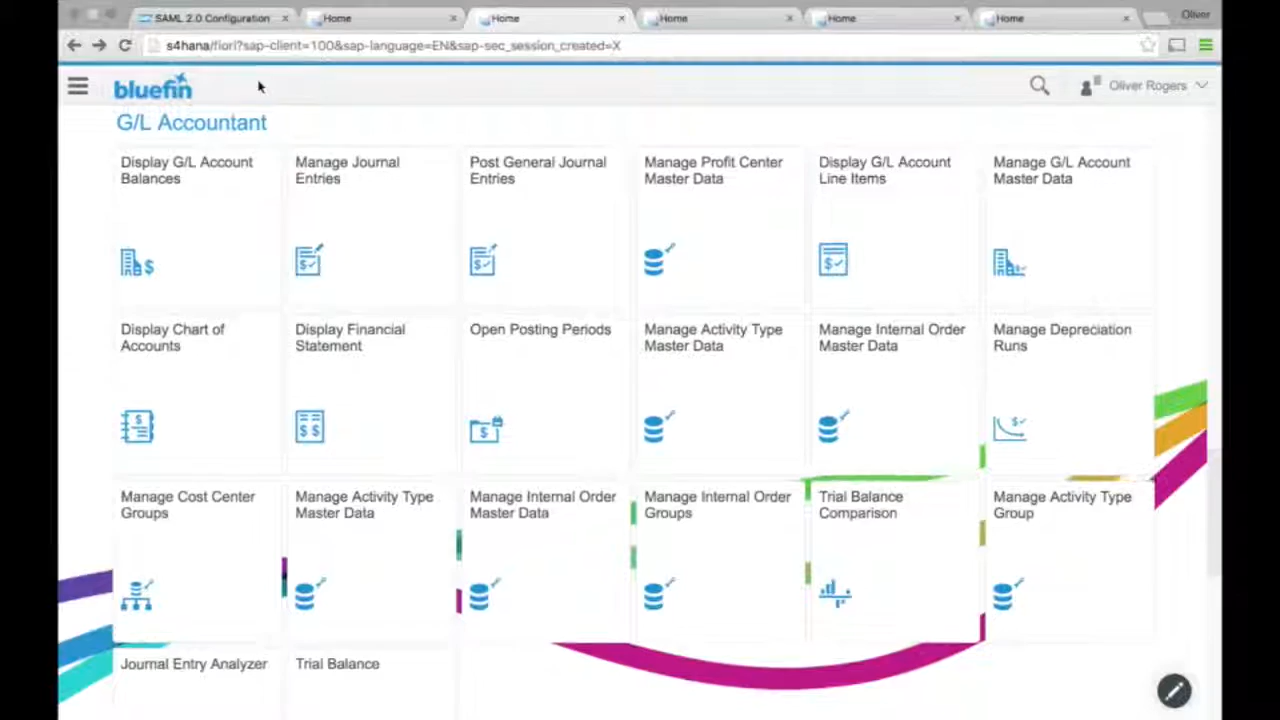 SAML 2.0 Configuration
Home
Home
Home
Home
Home
Oliver
s4hana/fiori?sap-client=100&sap-language=EN&sap-sec_session_created=X
bluefin
Oliver Rogers
G/L Accountant
Display G/L Account
Balances
Manage Journal
Entries
Post General Journal
Entries
Manage Profit Center
Master Data
Display G/L Account
Line Items
Manage G/L Account
Master Data
Display Chart of
Accounts
Display Financial
Statement
Open Posting Periods
Manage Activity Type
Master Data
Manage Internal Order
Master Data
Manage Depreciation
Runs
Manage Cost Center
Groups
Manage Activity Type
Master Data
Manage Internal Order
Master Data
Manage Internal Order
Groups
Trial Balance
Comparison
Manage Activity Type
Group
Journal Entry Analyzer
Trial Balance